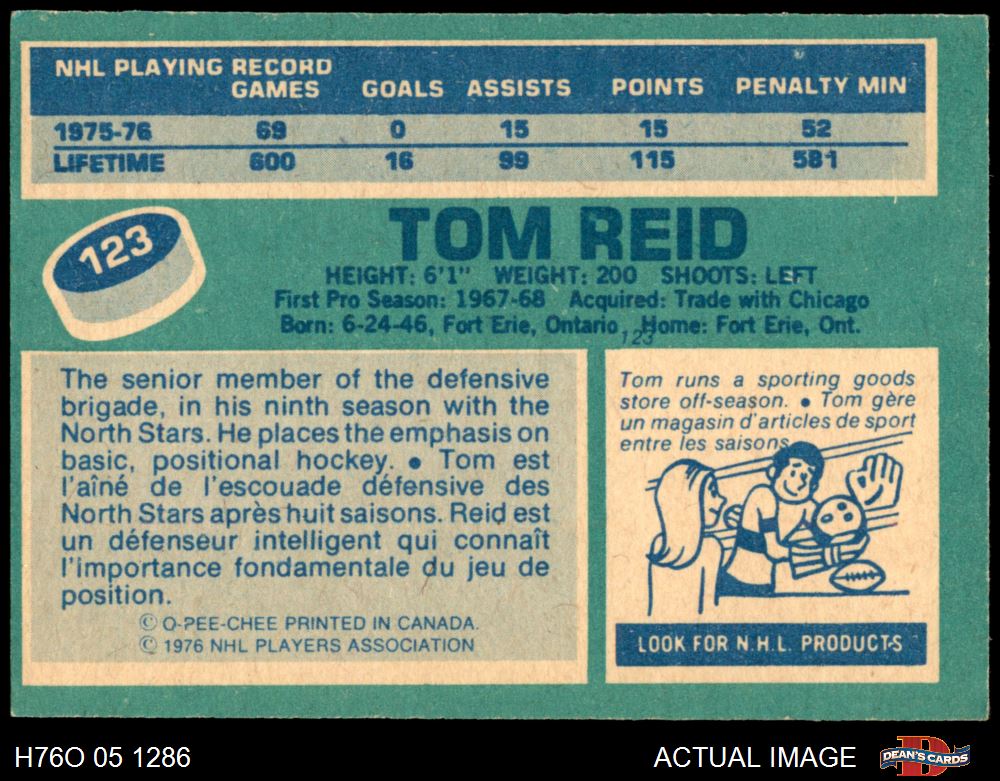 NHL PLAYING RECORD
GAMES GOALS ASSISTS POINTS PENALTY MIN
1975-76 69 0 15 15 52
LIFETIME 600 16 99 115 581
123
TOM REID
HEIGHT: 6'1" WEIGHT: 200 SHOOTS: LEFT
First Pro Season: 1967-68 Acquired: Trade with Chicago
Born: 6-24-46, Fort Erie, Ontario, Home: Fort Erie, Ont.
123
The senior member of the defensive
brigade, in his ninth season with the
North Stars. He places the emphasis on
basic, positional hockey. ● Tom est
l'aîné de l'escouade défensive des
North Stars après huit saisons. Reid est
un défenseur intelligent qui connaît
l'importance fondamentale du jeu de
position.
© O-PEE-CHEE PRINTED IN CANADA.
© 1976 NHL PLAYERS ASSOCIATION
Tom runs a sporting goods
store off-season. ● Tom gère
un magasin d'articles de sport
entre les saisons.
LOOK FOR N.H.L. PRODUCTS
H76O 05 1286 ACTUAL IMAGE DEAN'S CARDS